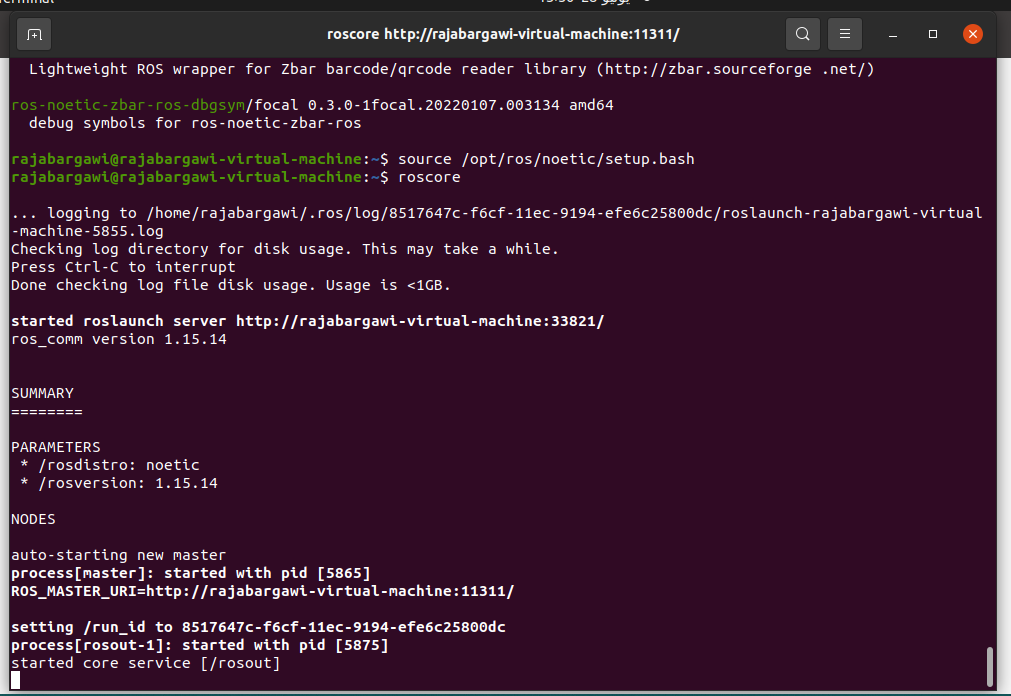 roscore http://rajabargawi-virtual-machine:11311/
Lightweight ROS wrapper for Zbar barcode/qrcode reader library (http://zbar.sourceforge .net/)
ros-noetic-zbar-ros-dbgsym/focal 0.3.0-1focal.20220107.003134 amd64
debug symbols for ros-noetic-zbar-ros
rajabargawi@rajabargawi-virtual-machine:~$ source /opt/ros/noetic/setup.bash
rajabargawi@rajabargawi-virtual-machine:~$ roscore
... logging to /home/rajabargawi/.ros/log/8517647c-f6cf-11ec-9194-efe6c25800dc/roslaunch-rajabargawi-virtual
-machine-5855.log
Checking log directory for disk usage. This may take a while.
Press Ctrl-C to interrupt
Done checking log file disk usage. Usage is <1GB.
started roslaunch server http://rajabargawi-virtual-machine:33821/
ros_comm version 1.15.14
SUMMARY
========
PARAMETERS
* /rosdistro: noetic
* /rosversion: 1.15.14
NODES
auto-starting new master
process[master]: started with pid [5865]
ROS_MASTER_URI=http://rajabargawi-virtual-machine:11311/
setting /run_id to 8517647c-f6cf-11ec-9194-efe6c25800dc
process[rosout-1]: started with pid [5875]
started core service [/rosout]